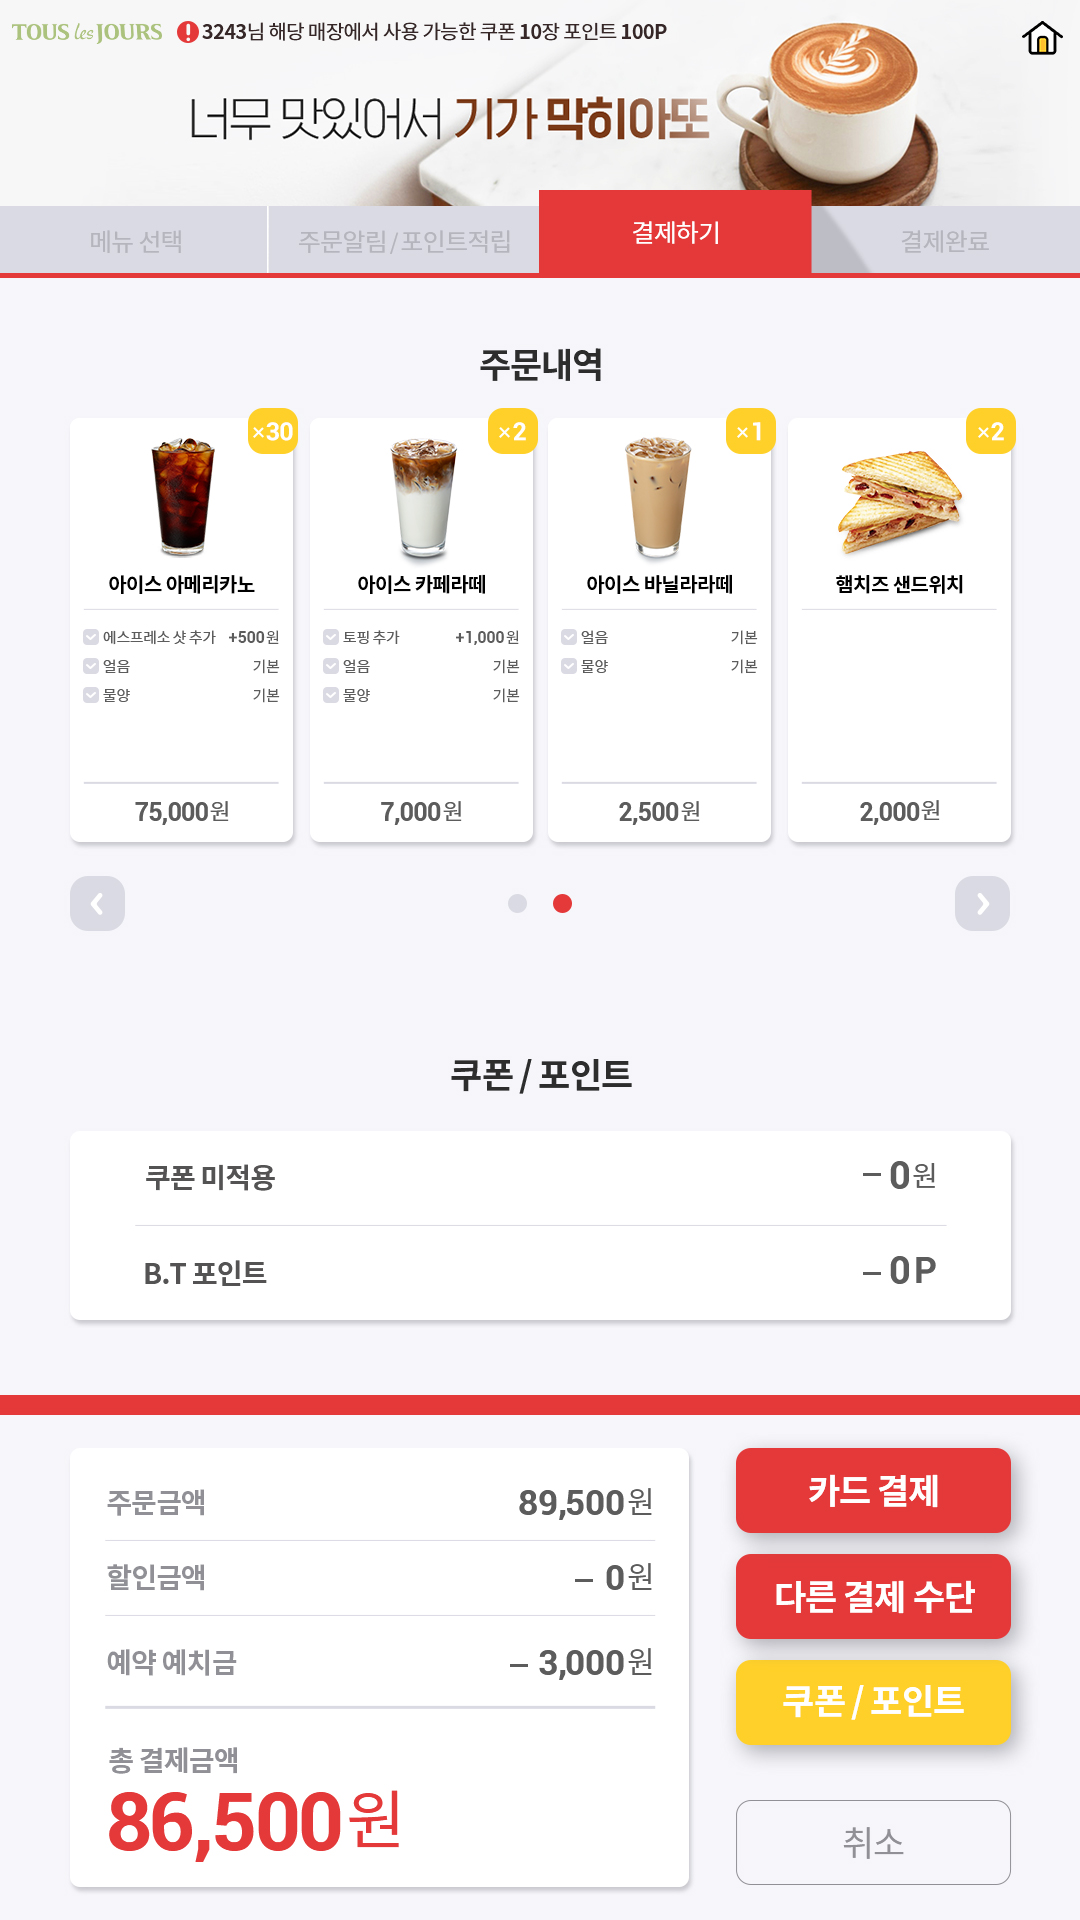 TOUS les JOURS
3243님 해당 매장에서 사용 가능한 쿠폰 10장 포인트 100P
너무 맛있어서 기가 막히아또
메뉴 선택
주문알림/포인트적립
결제하기
결제완료
주문내역
×30
아이스 아메리카노
에스프레소 샷 추가 +500원
얼음 기본
물양 기본
75,000원
×2
아이스 카페라떼
토핑 추가 +1,000원
얼음 기본
물양 기본
7,000원
×1
아이스 바닐라라떼
얼음 기본
물양 기본
2,500원
×2
햄치즈 샌드위치
2,000원
쿠폰 / 포인트
쿠폰 미적용 – 0원
B.T 포인트 – 0P
주문금액 89,500원
할인금액 – 0원
예약 예치금 – 3,000원
총 결제금액
86,500원
카드 결제
다른 결제 수단
쿠폰 / 포인트
취소